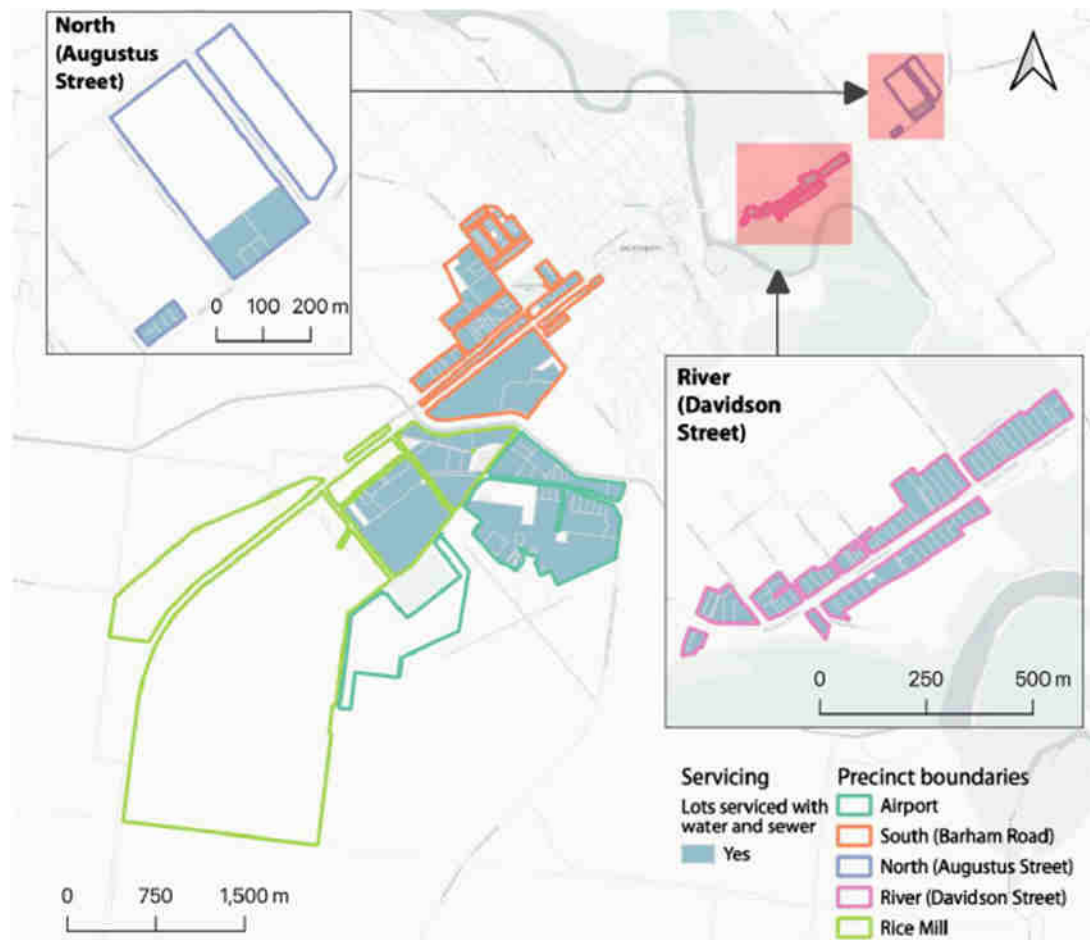 North
(Augustus
Street)
0 100 200 m
River
(Davidson
Street)
0 250 500 m
Servicing
Lots serviced with
water and sewer
Yes
Precinct boundaries
Airport
South (Barham Road)
North (Augustus Street)
River (Davidson Street)
Rice Mill
0 750 1,500 m